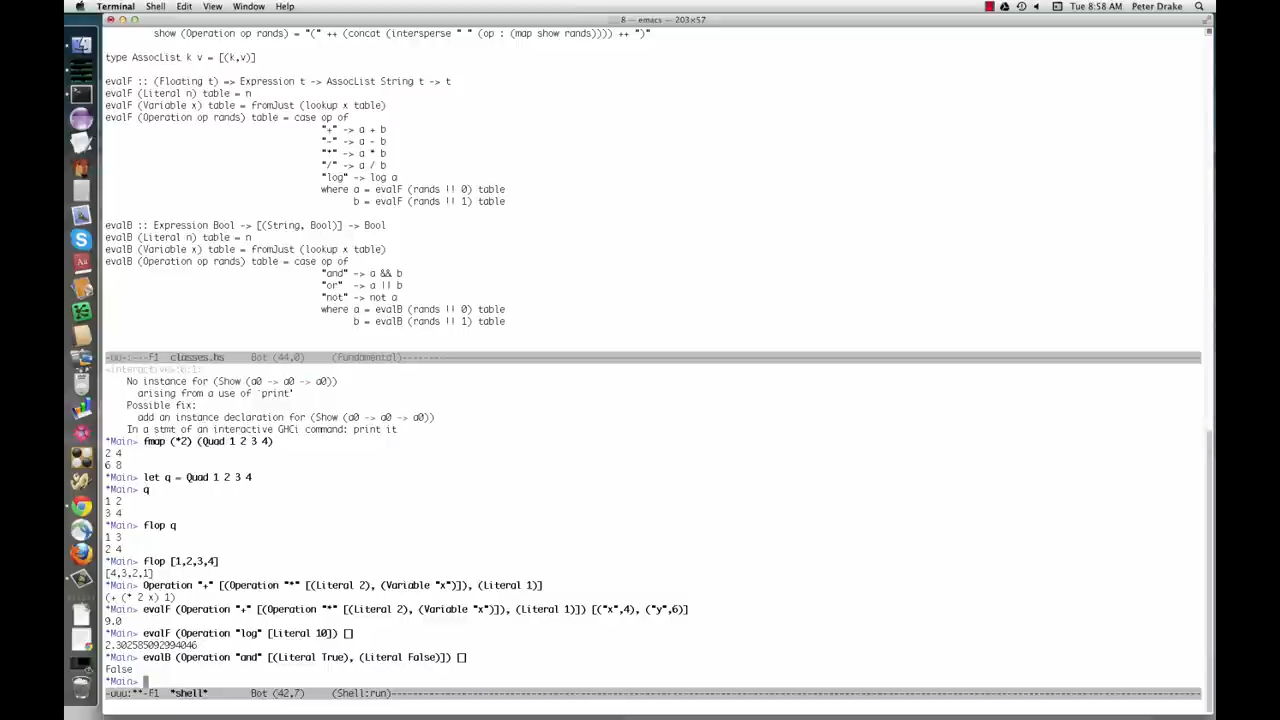 Terminal Shell Edit View Window Help Tue 8:58 AM Peter Drake
8 — emacs — 203×57
show (Operation op rands) = "(" ++ (concat (intersperse " " (op : (map show rands)))) ++ ")"
type AssocList k v = [(k,v)]
evalF :: (Floating t) => Expression t -> AssocList String t -> t
evalF (Literal n) table = n
evalF (Variable x) table = fromJust (lookup x table)
evalF (Operation op rands) table = case op of
"+" -> a + b
"-" -> a - b
"*" -> a * b
"/" -> a / b
"log" -> log a
where a = evalF (rands !! 0) table
b = evalF (rands !! 1) table
evalB :: Expression Bool -> [(String, Bool)] -> Bool
evalB (Literal n) table = n
evalB (Variable x) table = fromJust (lookup x table)
evalB (Operation op rands) table = case op of
"and" -> a && b
"or" -> a || b
"not" -> not a
where a = evalB (rands !! 0) table
b = evalB (rands !! 1) table
-uu-:---F1 classes.hs Bot (44,0) (Fundamental)----
<interactive>:6:1:
No instance for (Show (a0 -> a0 -> a0))
arising from a use of `print'
Possible fix:
add an instance declaration for (Show (a0 -> a0 -> a0))
In a stmt of an interactive GHCi command: print it
*Main> fmap (*2) (Quad 1 2 3 4)
2 4
6 8
*Main> let q = Quad 1 2 3 4
*Main> q
1 2
3 4
*Main> flop q
1 3
2 4
*Main> flop [1,2,3,4]
[4,3,2,1]
*Main> Operation "+" [(Operation "*" [(Literal 2), (Variable "x")]), (Literal 1)]
(+ (* 2 x) 1)
*Main> evalF (Operation "+" [(Operation "*" [(Literal 2), (Variable "x")]), (Literal 1)]) [("x",4), ("y",6)]
9.0
*Main> evalF (Operation "log" [Literal 10]) []
2.302585092994046
*Main> evalB (Operation "and" [(Literal True), (Literal False)]) []
False
*Main>
-uuu:**-F1 *shell* Bot (42,7) (Shell:run)----